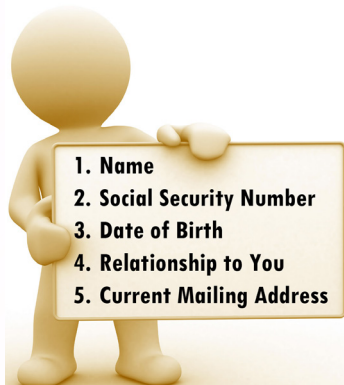 1. Name
2. Social Security Number
3. Date of Birth
4. Relationship to You
5. Current Mailing Address